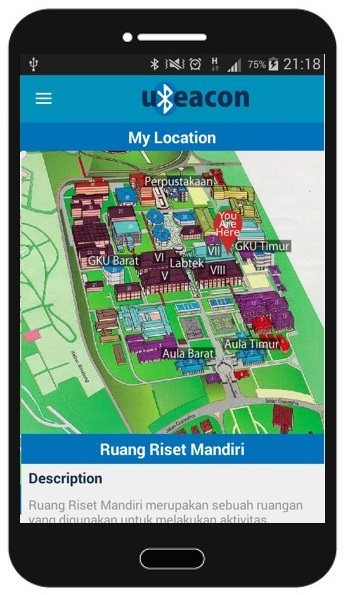 75% 21:18
uBeacon
My Location
Perpustakaan
You
Are
Here
GKU Timur
GKU Barat
VI
Labtek
VII
V
VIII
Aula Timur
Aula Barat
Ruang Riset Mandiri
Description
Ruang Riset Mandiri merupakan sebuah ruangan
yang digunakan untuk melakukan aktivitas